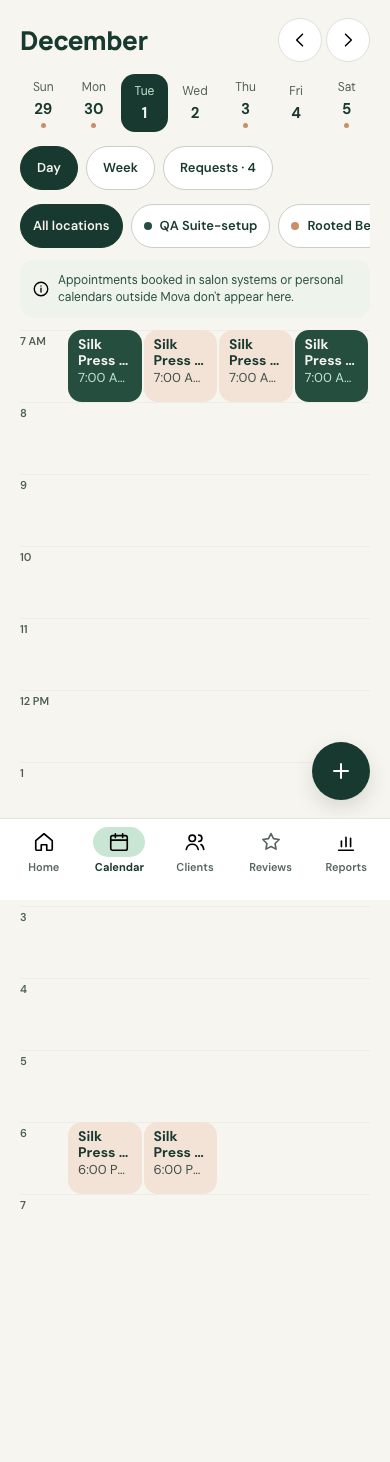 December
Sun Mon Tue Wed Thu Fri Sat
29 30 1 2 3 4 5
Day Week Requests · 4
All locations QA Suite-setup Rooted Be
Appointments booked in salon systems or personal
calendars outside Mova don't appear here.
7 AM
Silk Silk Silk Silk
Press ... Press ... Press ... Press ...
7:00 A... 7:00 A... 7:00 A... 7:00 A...
8
9
10
11
12 PM
1
Home Calendar Clients Reviews Reports
3
4
5
6
Silk Silk
Press ... Press ...
6:00 P... 6:00 P...
7